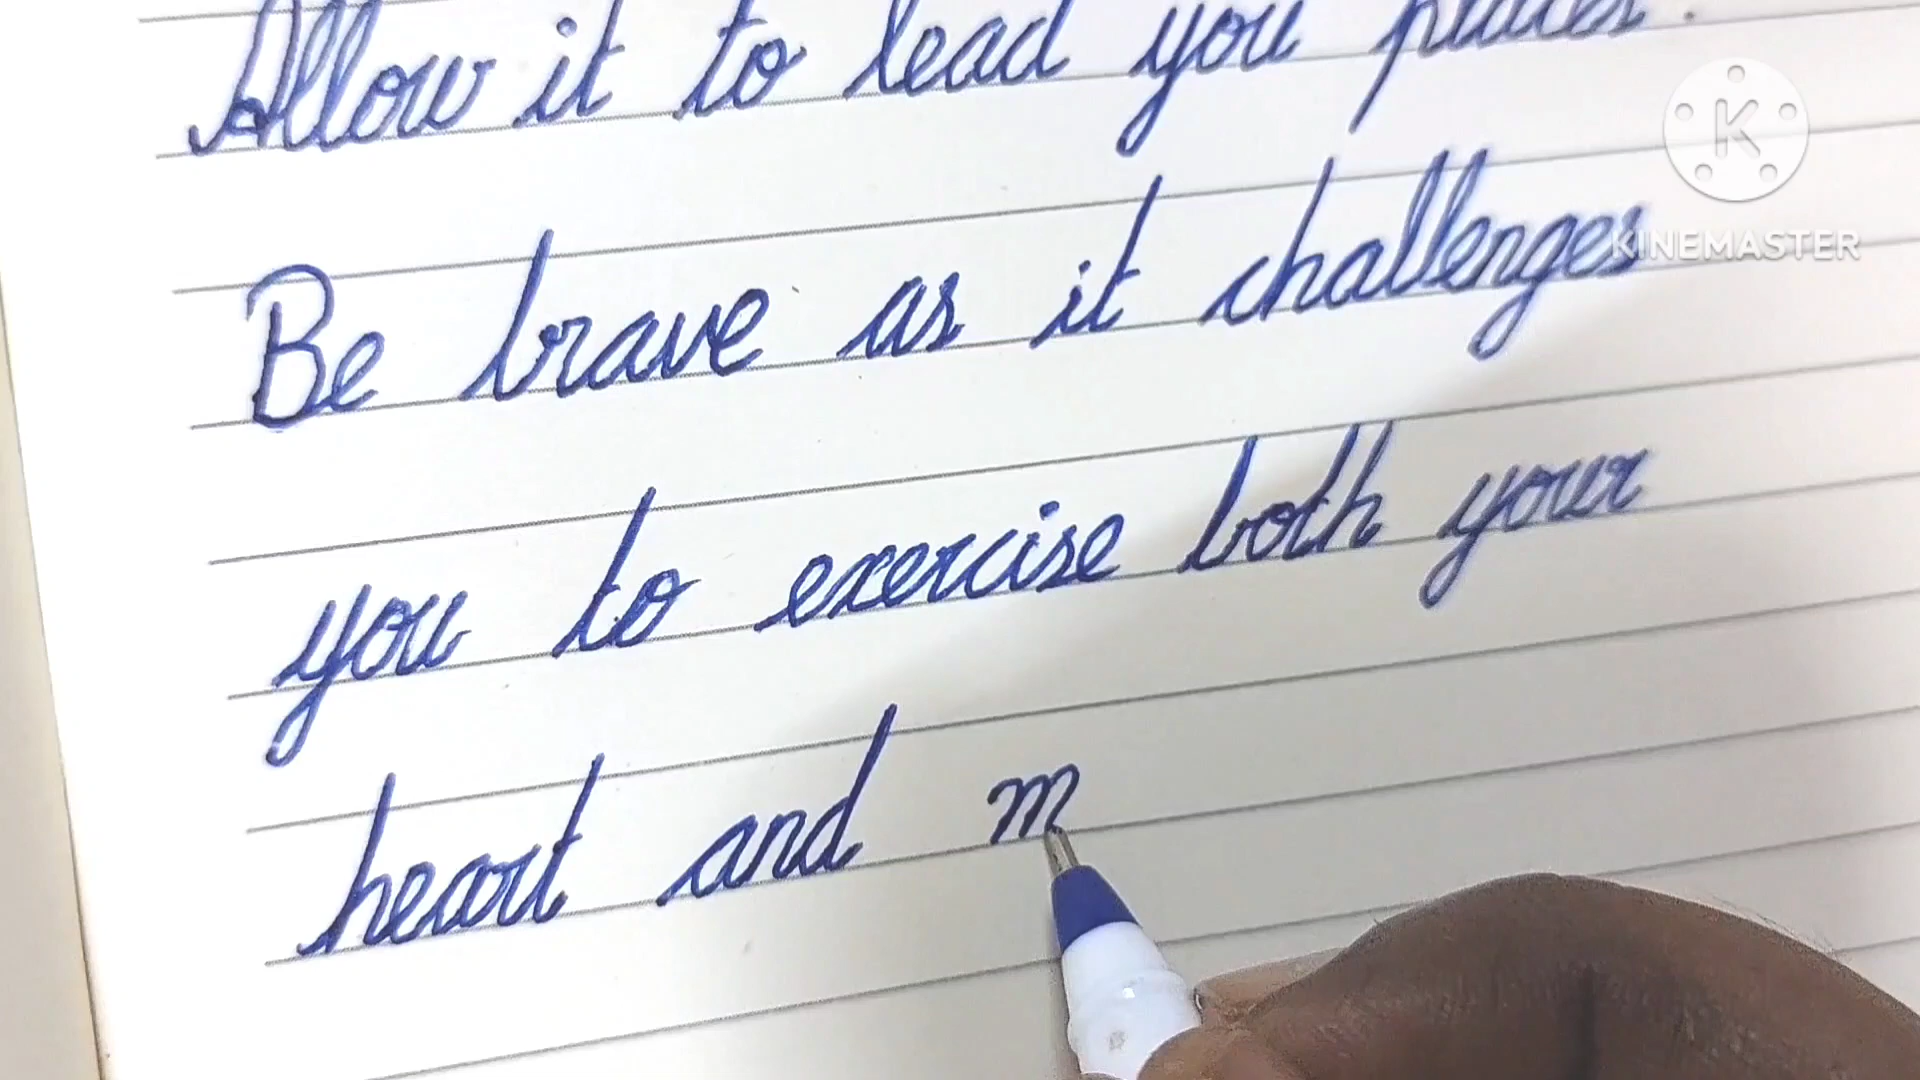 Allow it to lead you places.
Be brave as it challenges
you to exercise both your
heart and m
K
KINEMASTER